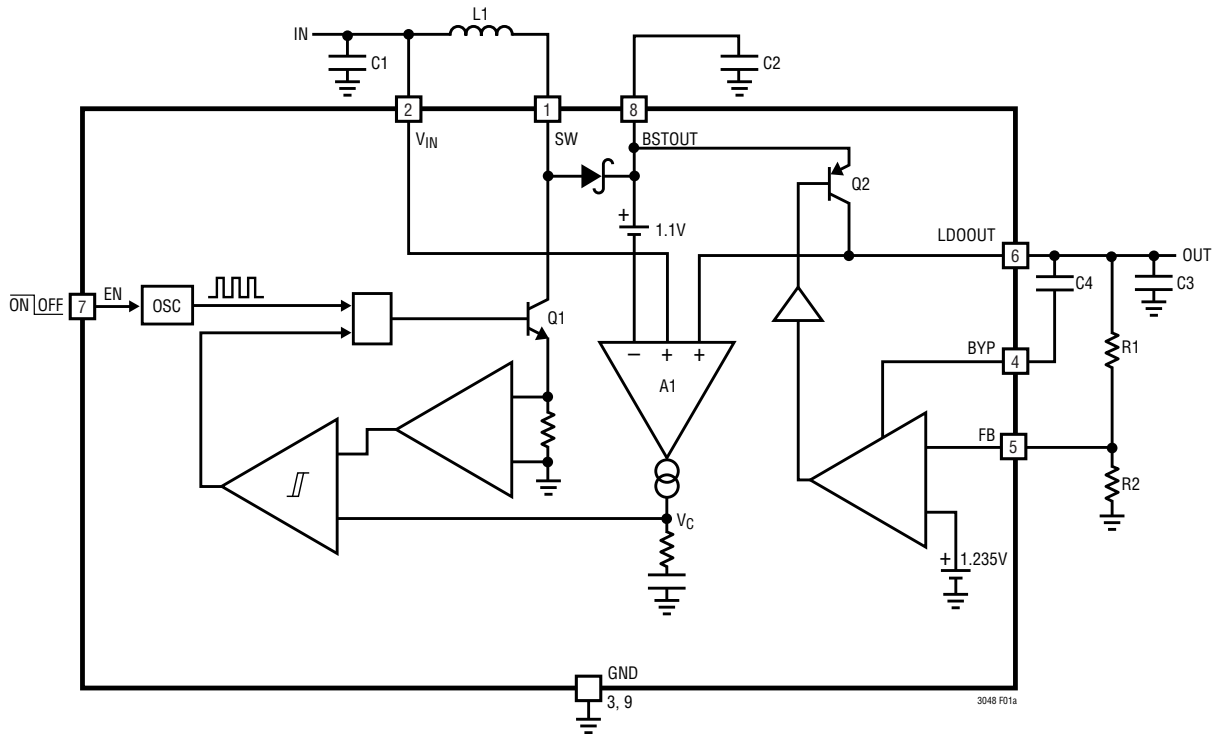 L1
IN
C1
C2
2
1
8
VIN
SW
BSTOUT
Q2
+
1.1V
LDOOUT
6
OUT
C4
C3
ON OFF
7
EN
OSC
Q1
BYP
4
R1
− + +
A1
FB
5
R2
VC
+
1.235V
GND
3, 9
3048 F01a